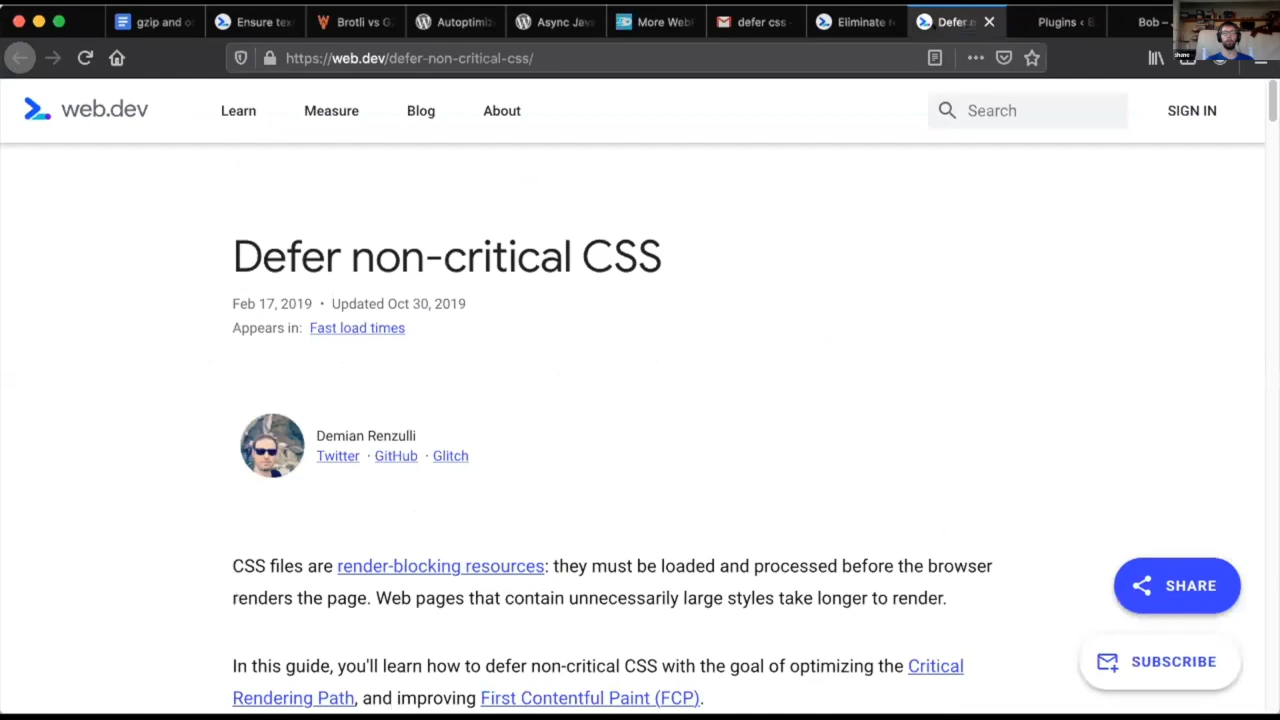 gzip and o
Ensure tex
Brotli vs G
Autoptimiz
Async Jav
More Web
defer css
Eliminate r
Defer n
Plugins ‹ B
Bob –
shane
https://web.dev/defer-non-critical-css/
web.dev
Learn
Measure
Blog
About
Search
SIGN IN
Defer non-critical CSS
Feb 17, 2019 • Updated Oct 30, 2019
Appears in: Fast load times
Demian Renzulli
Twitter · GitHub · Glitch
CSS files are render-blocking resources: they must be loaded and processed before the browser
renders the page. Web pages that contain unnecessarily large styles take longer to render.
SHARE
SUBSCRIBE
In this guide, you'll learn how to defer non-critical CSS with the goal of optimizing the Critical
Rendering Path, and improving First Contentful Paint (FCP).